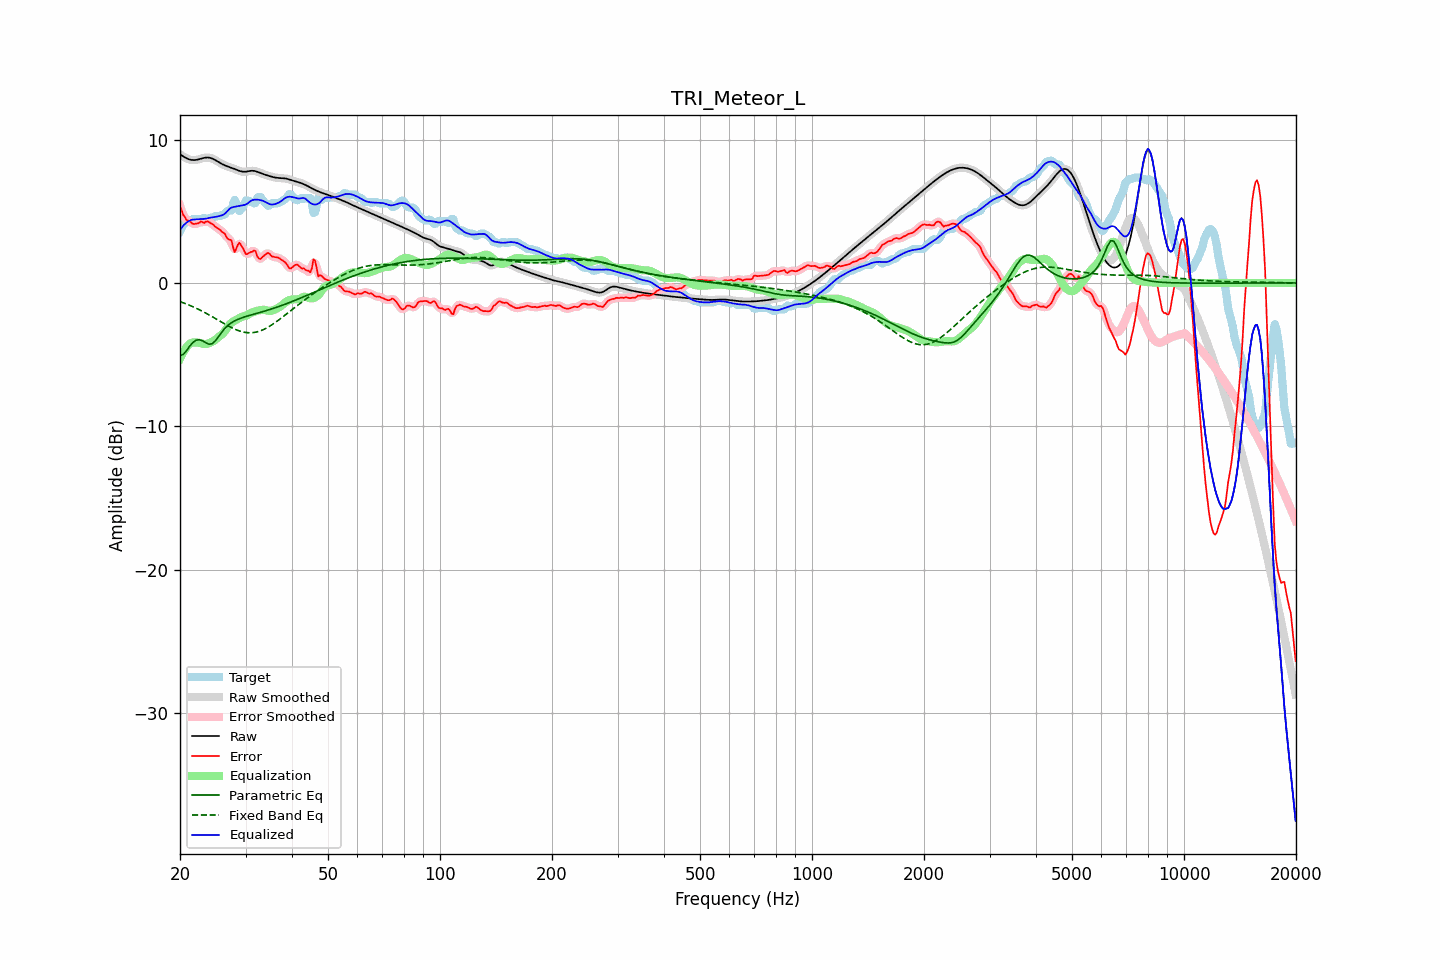 TRI_Meteor_L
Amplitude (dBr)
10
0
−10
−20
−30
Target
Raw Smoothed
Error Smoothed
Raw
Error
Equalization
Parametric Eq
Fixed Band Eq
Equalized
20 50 100 200 500 1000 2000 5000 10000 20000
Frequency (Hz)